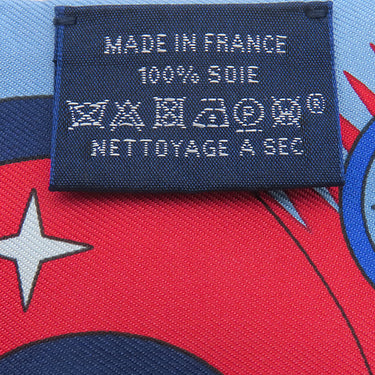 MADE IN FRANCE
100% SOIE
P W ®
NETTOYAGE A SEC